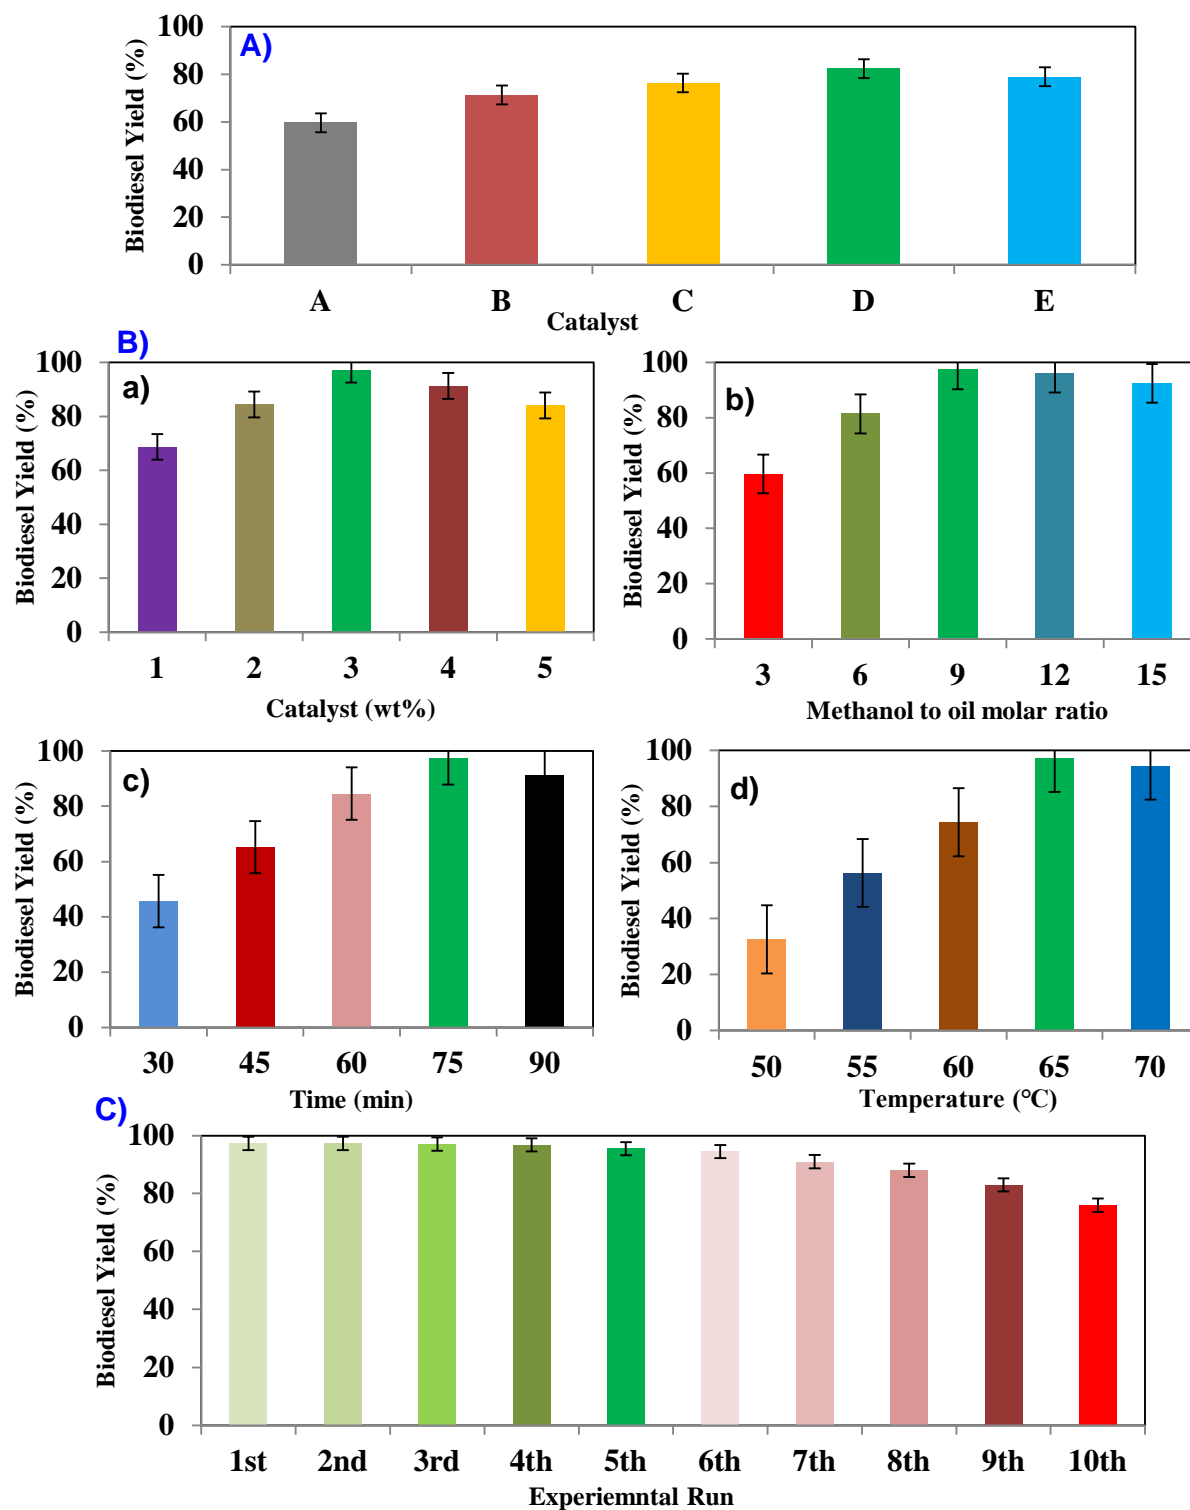 A)
Biodiesel Yield (%)
100
80
60
40
20
0
A B C D E
Catalyst
B)
a)
Biodiesel Yield (%)
100
80
60
40
20
0
1 2 3 4 5
Catalyst (wt%)
b)
Biodiesel Yield (%)
100
80
60
40
20
0
3 6 9 12 15
Methanol to oil molar ratio
c)
Biodiesel Yield (%)
100
80
60
40
20
0
30 45 60 75 90
Time (min)
d)
Biodiesel Yield (%)
100
80
60
40
20
0
50 55 60 65 70
Temperature (°C)
C)
Biodiesel Yield (%)
100
80
60
40
20
0
1st 2nd 3rd 4th 5th 6th 7th 8th 9th 10th
Experiemntal Run